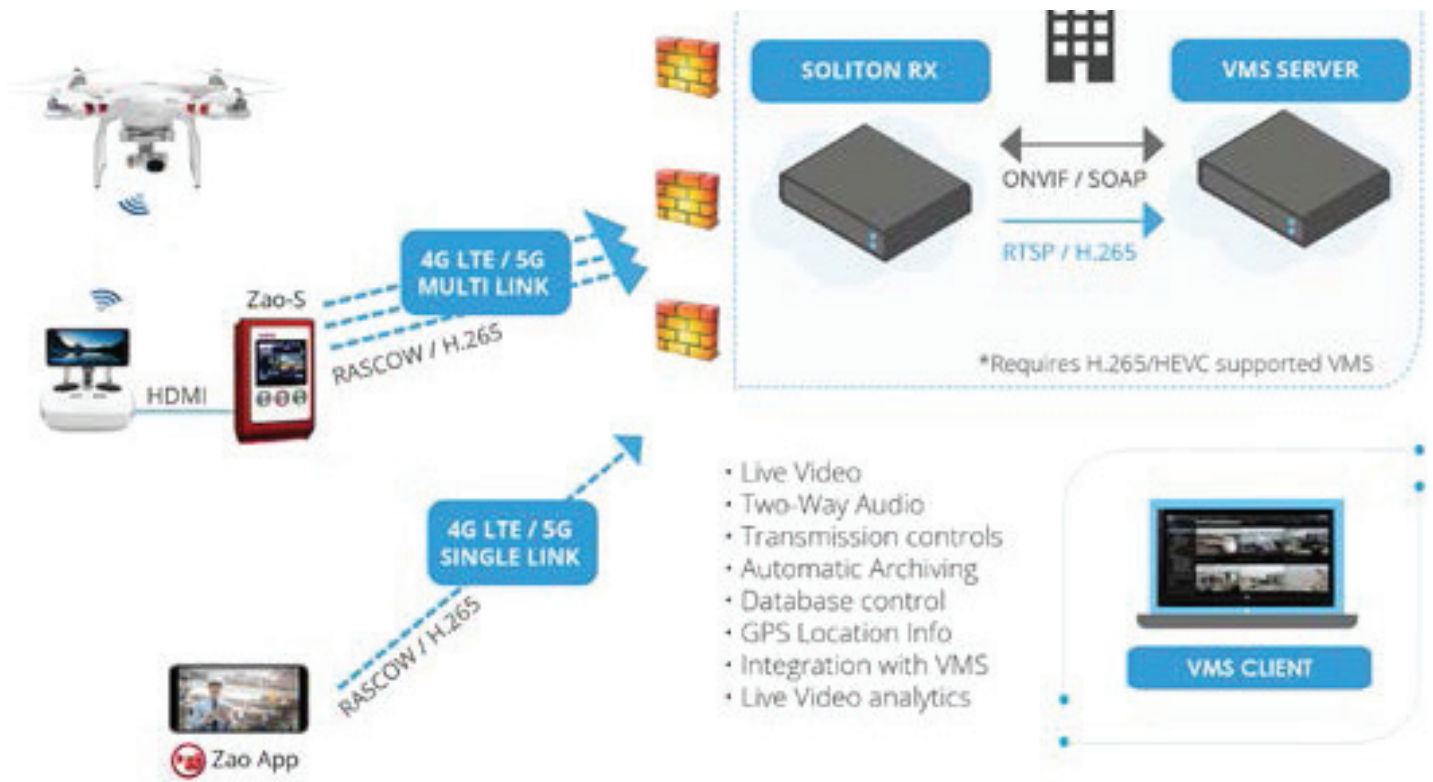 SOLITON RX
VMS SERVER
ONVIF / SOAP
RTSP / H.265
*Requires H.265/HEVC supported VMS
4G LTE / 5G
MULTI LINK
Zao-S
RASCOW / H.265
HDMI
4G LTE / 5G
SINGLE LINK
RASCOW / H.265
Zao App
• Live Video
• Two-Way Audio
• Transmission controls
• Automatic Archiving
• Database control
• GPS Location Info
• Integration with VMS
• Live Video analytics
VMS CLIENT